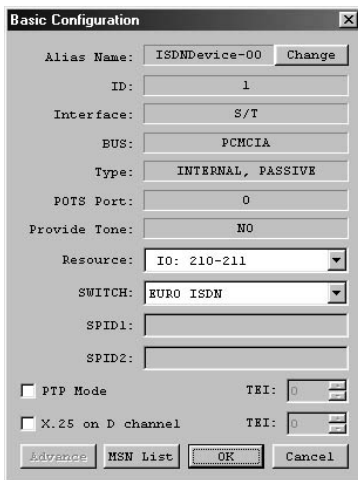 Basic Configuration
Alias Name: ISDNDevice-00 Change
ID: 1
Interface: S/T
BUS: PCMCIA
Type: INTERNAL, PASSIVE
POTS Port: 0
Provide Tone: NO
Resource: IO: 210-211
SWITCH: EURO ISDN
SPID1:
SPID2:
PTP Mode TEI: 0
X.25 on D channel TEI: 0
Advance MSN List OK Cancel